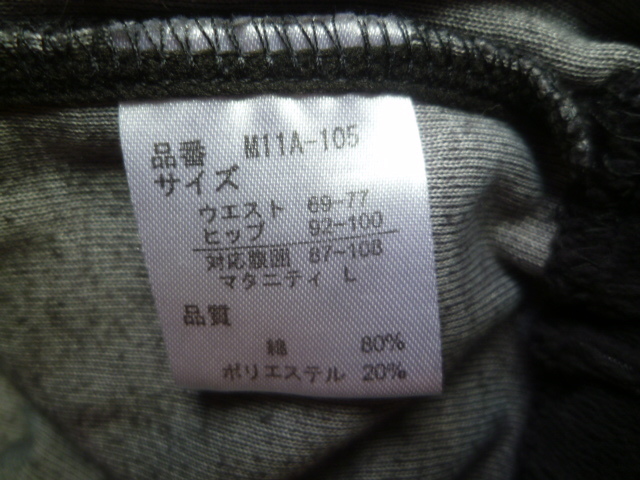 品番 M11A-105
サイズ
ウエスト 69-77
ヒップ 92-100
対応腹囲 87-108
マタニティ L
品質
綿 80%
ポリエステル 20%